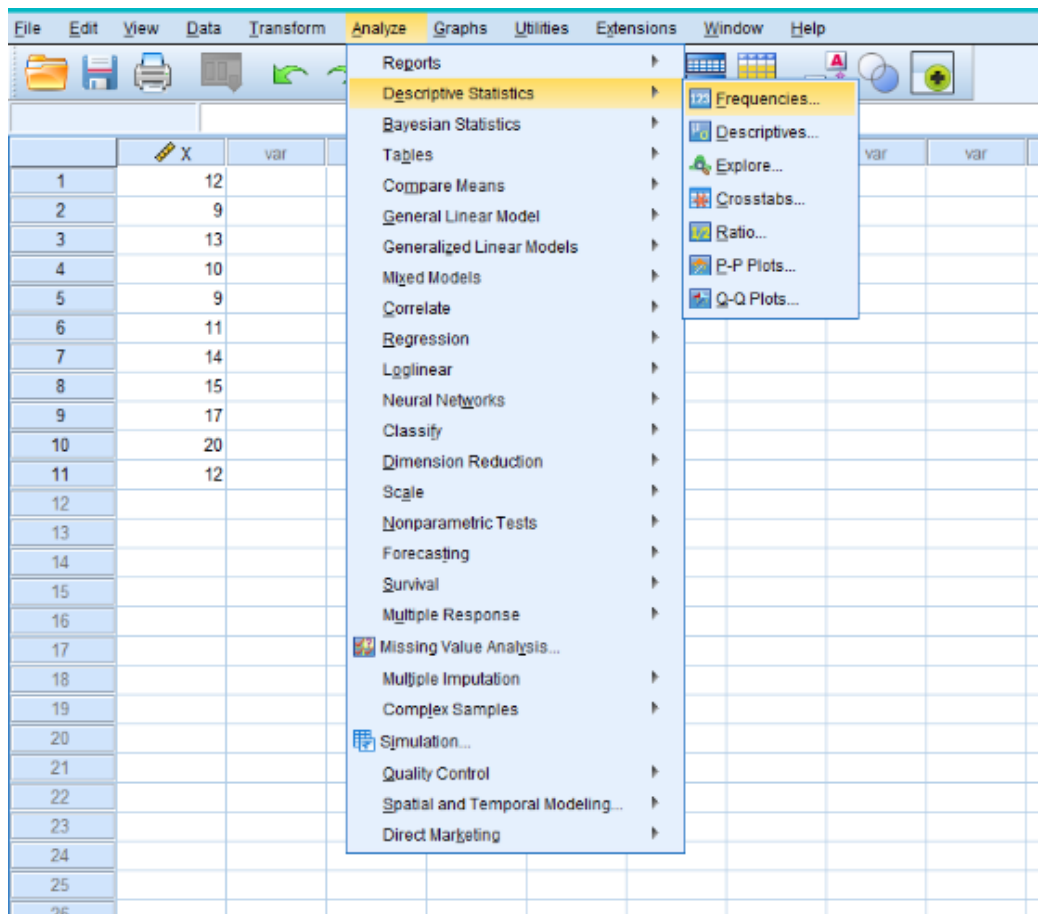 File Edit View Data Transform Analyze Graphs Utilities Extensions Window Help
Reports
Descriptive Statistics
Bayesian Statistics
Tables
Compare Means
General Linear Model
Generalized Linear Models
Mixed Models
Correlate
Regression
Loglinear
Neural Networks
Classify
Dimension Reduction
Scale
Nonparametric Tests
Forecasting
Survival
Multiple Response
Missing Value Analysis...
Multiple Imputation
Complex Samples
Simulation...
Quality Control
Spatial and Temporal Modeling...
Direct Marketing
A
123 Frequencies...
Descriptives...
Explore...
Crosstabs...
1/2 Ratio...
P-P Plots...
Q-Q Plots...
X var var var
1 12
2 9
3 13
4 10
5 9
6 11
7 14
8 15
9 17
10 20
11 12
12
13
14
15
16
17
18
19
20
21
22
23
24
25
26